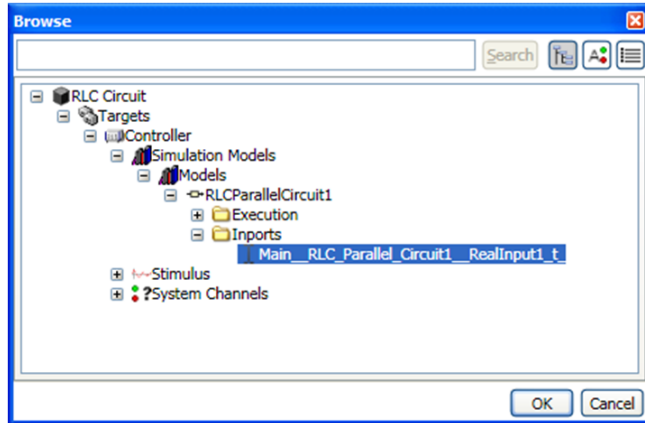 Browse
Search
RLC Circuit
Targets
Controller
Simulation Models
Models
RLCParallelCircuit1
Execution
Inports
Main__RLC_Parallel_Circuit1__RealInput1_t_
Stimulus
?System Channels
OK Cancel